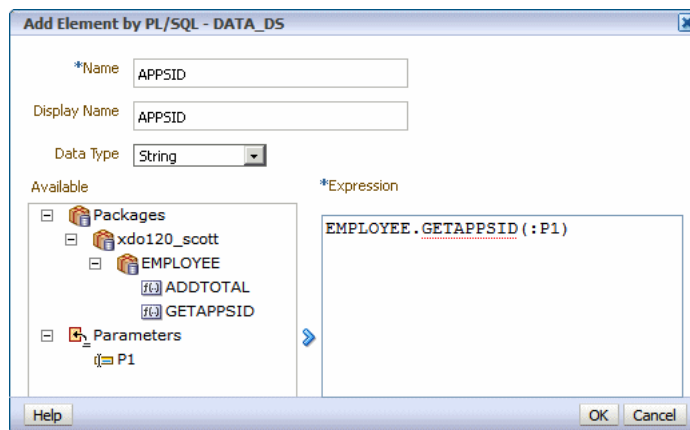 Add Element by PL/SQL - DATA_DS
*Name APPSID
Display Name APPSID
Data Type String
Available
Packages
xdo120_scott
EMPLOYEE
f(.) ADDTOTAL
f(.) GETAPPSID
Parameters
P1
*Expression
EMPLOYEE.GETAPPSID(:P1)
Help OK Cancel